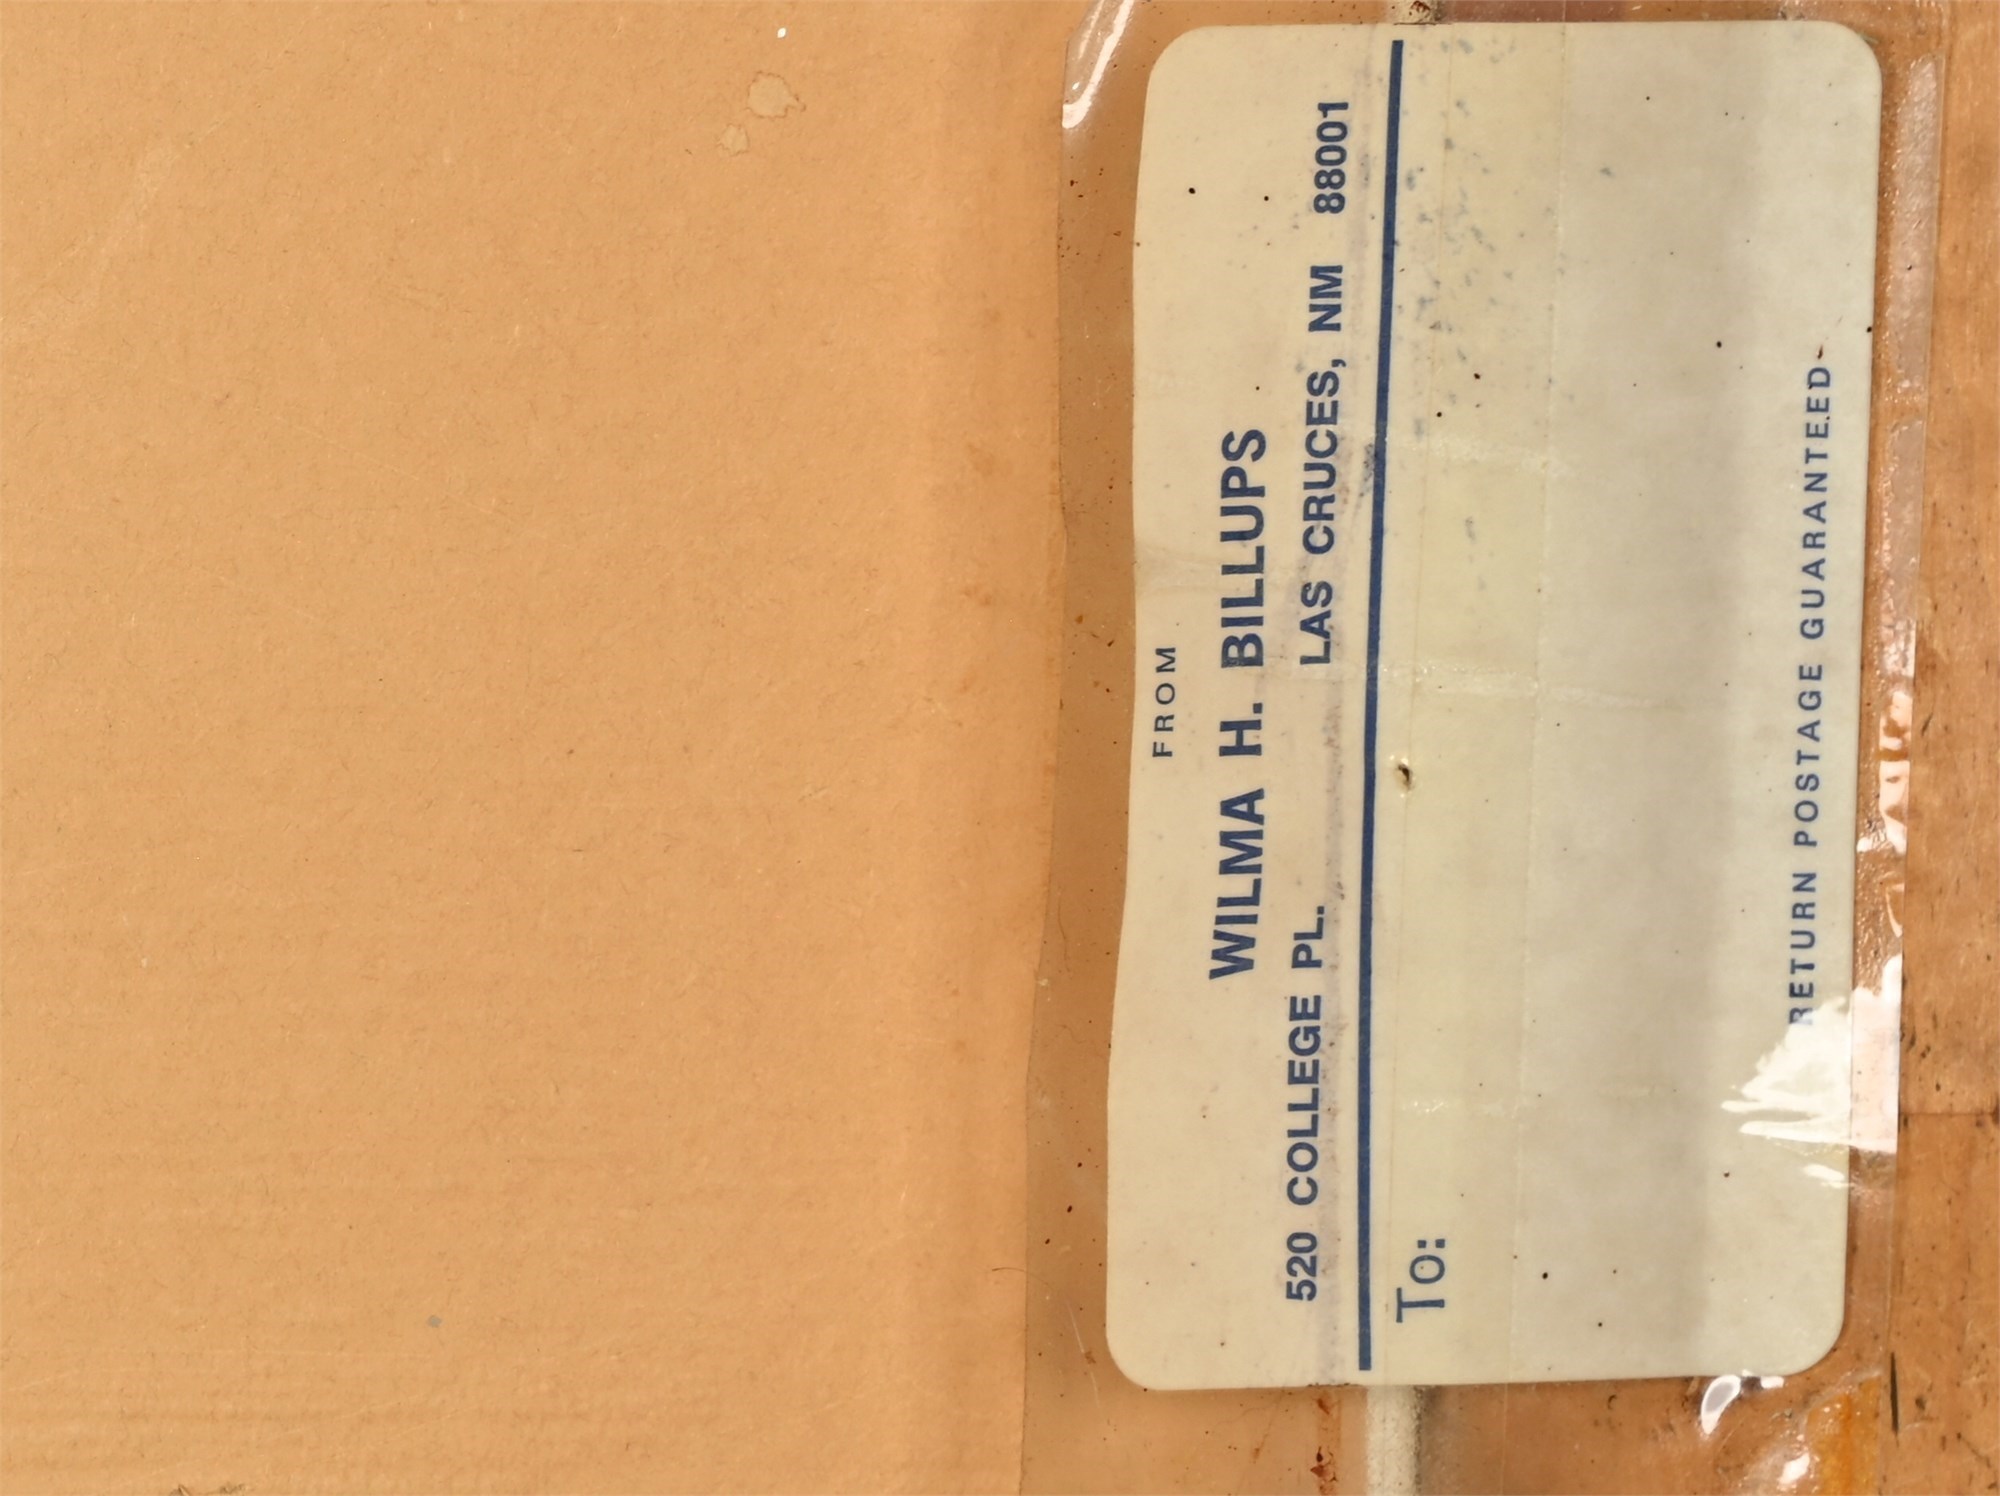 FROM
WILMA H. BILLUPS
520 COLLEGE PL. LAS CRUCES, NM 88001
TO:
RETURN POSTAGE GUARANTEED